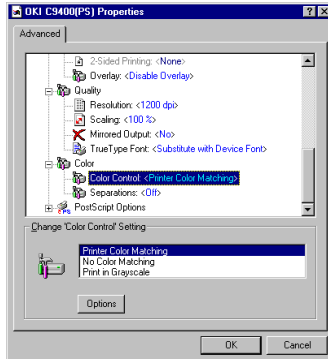 OKI C9400(PS) Properties
Advanced
2-Sided Printing: <None>
Overlay: <Disable Overlay>
Quality
Resolution: <1200 dpi>
Scaling: <100 %>
Mirrored Output: <No>
TrueType Font: <Substitute with Device Font>
Color
Color Control: <Printer Color Matching>
Separations: <Off>
PostScript Options
Change 'Color Control' Setting
Printer Color Matching
No Color Matching
Print in Grayscale
Options
OK Cancel